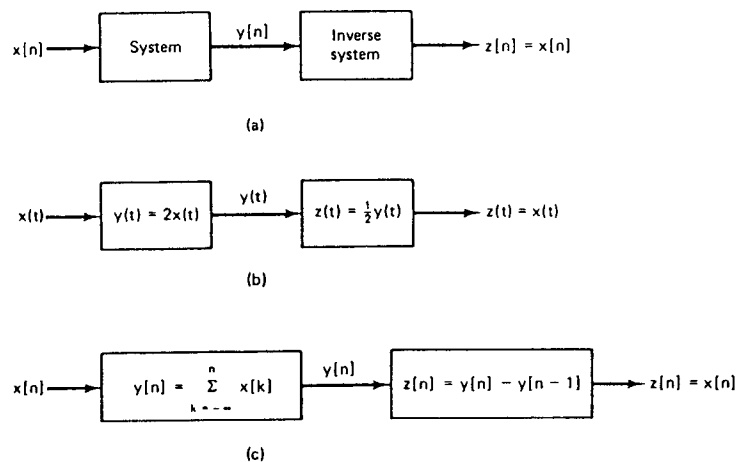 x[n] System y[n] Inverse system z[n] = x[n]
(a)
x(t) y(t) = 2x(t) y(t) z(t) = ½y(t) z(t) = x(t)
(b)
x[n] y[n] = n Σ k = -∞ x[k] y[n] z[n] = y[n] - y[n - 1] z[n] = x[n]
(c)